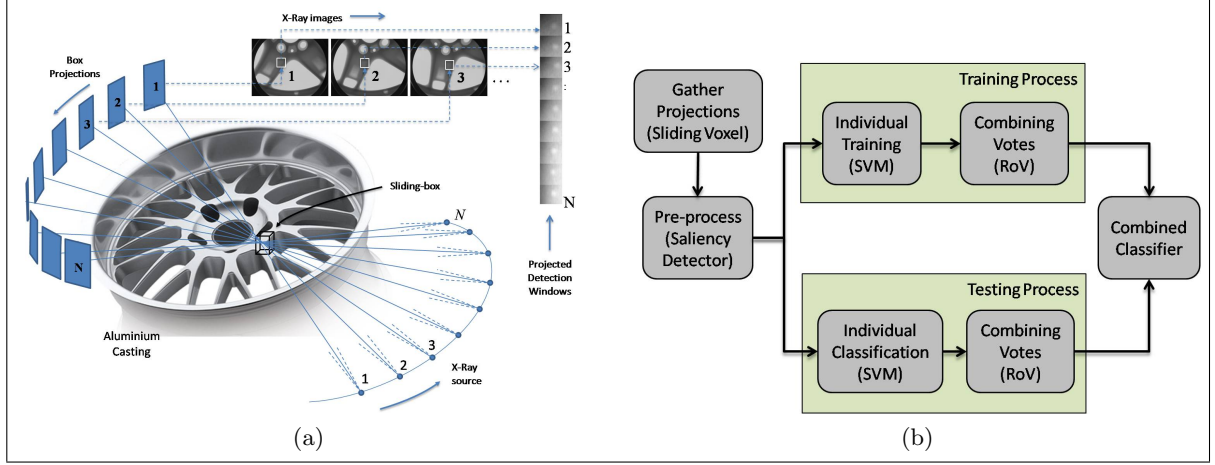 X-Ray images
1
2
3
:
N
Box
Projections
1
2
3
N
1
2
3
...
Sliding-box
N
Projected
Detection
Windows
Aluminium
Casting
1
2
3
X-Ray
source
(a)
Gather
Projections
(Sliding Voxel)
Pre-process
(Saliency
Detector)
Training Process
Individual
Training
(SVM)
Combining
Votes
(RoV)
Combined
Classifier
Testing Process
Individual
Classification
(SVM)
Combining
Votes
(RoV)
(b)